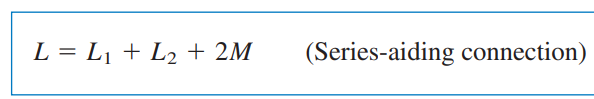 L = L₁ + L₂ + 2M (Series-aiding connection)